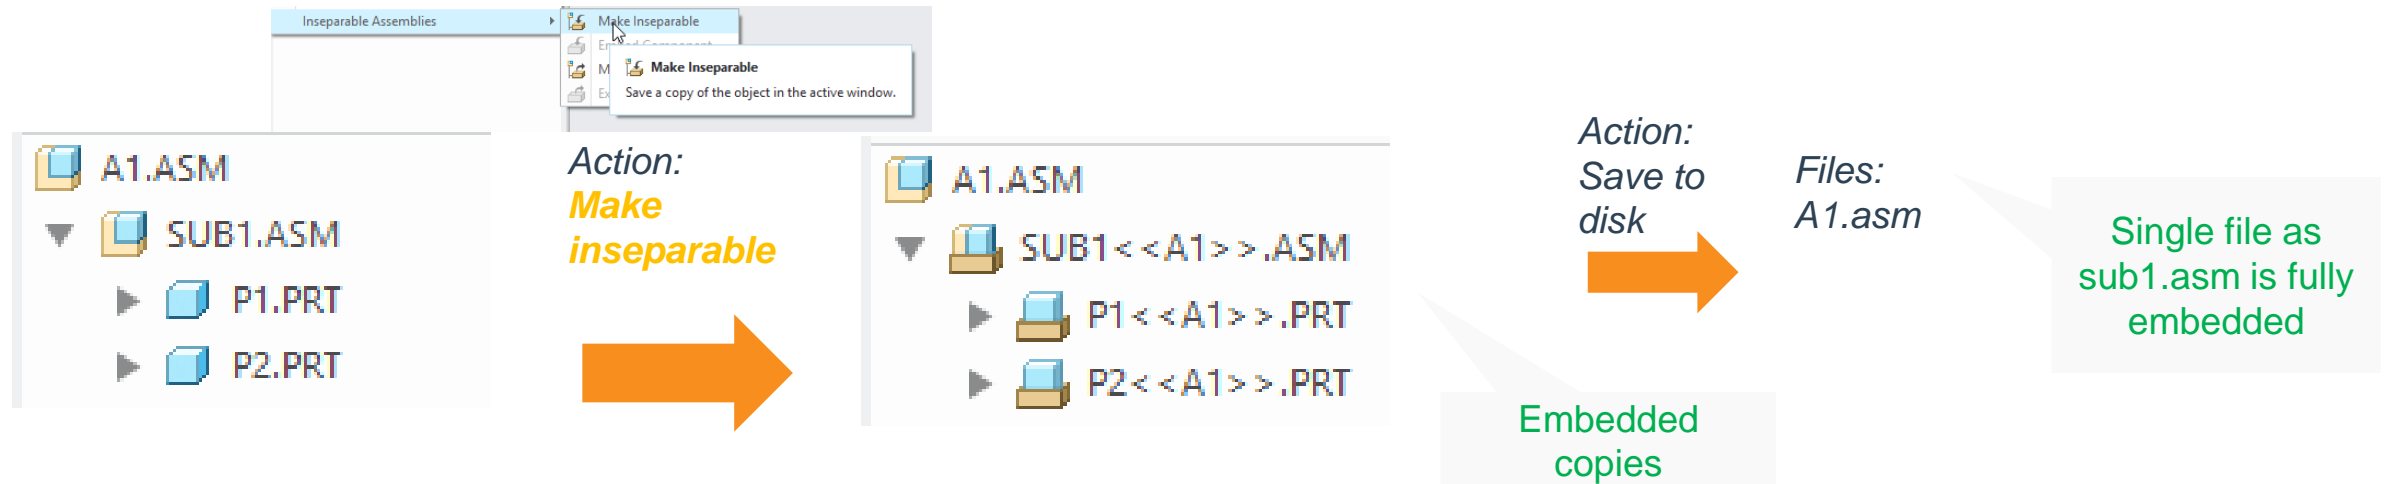 Inseparable Assemblies
Make Inseparable
M
Make Inseparable
Ex
Save a copy of the object in the active window.
A1.ASM
SUB1.ASM
P1.PRT
P2.PRT
Action:
Make
inseparable
A1.ASM
SUB1<<A1>>.ASM
P1<<A1>>.PRT
P2<<A1>>.PRT
Embedded
copies
Action:
Save to
disk
Files:
A1.asm
Single file as
sub1.asm is fully
embedded